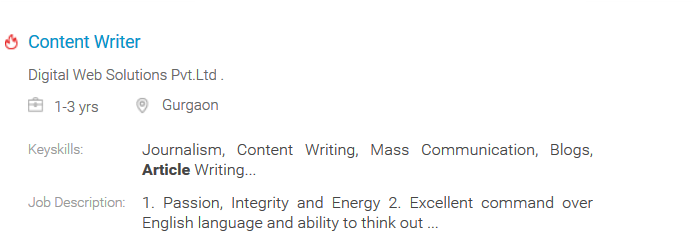 Content Writer
Digital Web Solutions Pvt.Ltd .
1-3 yrs Gurgaon
Keyskills: Journalism, Content Writing, Mass Communication, Blogs,
Article Writing...
Job Description: 1. Passion, Integrity and Energy 2. Excellent command over
English language and ability to think out ...